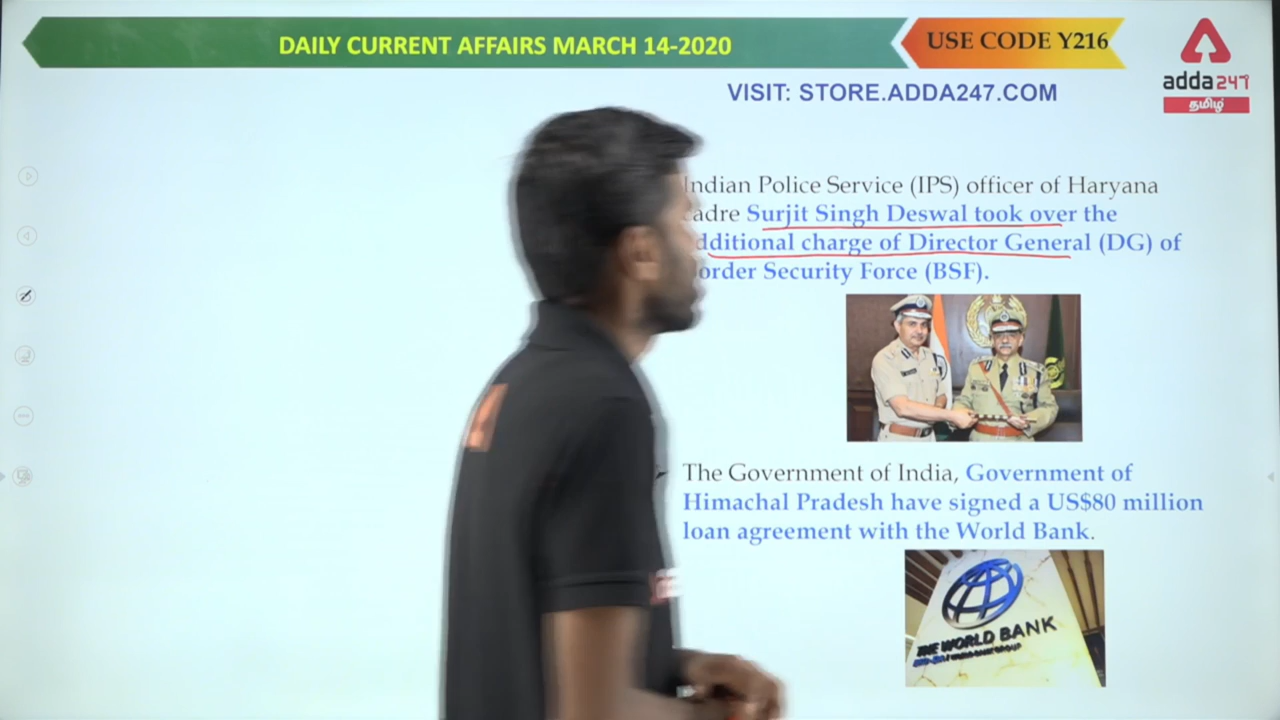 DAILY CURRENT AFFAIRS MARCH 14-2020
USE CODE Y216
VISIT: STORE.ADDA247.COM
adda247
தமிழ்
Indian Police Service (IPS) officer of Haryana
Surjit Singh Deswal took over the
additional charge of Director General (DG) of
Border Security Force (BSF).
The Government of India, Government of
Himachal Pradesh have signed a US$80 million
loan agreement with the World Bank.
THE WORLD BANK